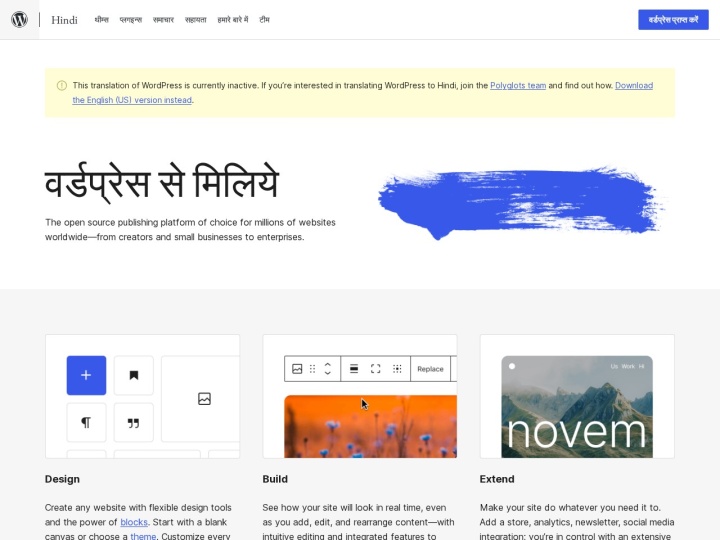 Hindi थीम्स प्लगइन्स समाचार सहायता हमारे बारे में टीम वर्डप्रेस प्राप्त करें
This translation of WordPress is currently inactive. If you're interested in translating WordPress to Hindi, join the Polyglots team and find out how. Download
the English (US) version instead.
वर्डप्रेस से मिलिये
The open source publishing platform of choice for millions of websites
worldwide—from creators and small businesses to enterprises.
Replace
Us Work Hi
novem
Design
Create any website with flexible design tools
and the power of blocks. Start with a blank
canvas or choose a theme. Customize every
Build
See how your site will look in real time, even
as you add, edit, and rearrange content—with
intuitive editing and integrated features to
Extend
Make your site do whatever you need it to.
Add a store, analytics, newsletter, social media
integration; you're in control with an extensive